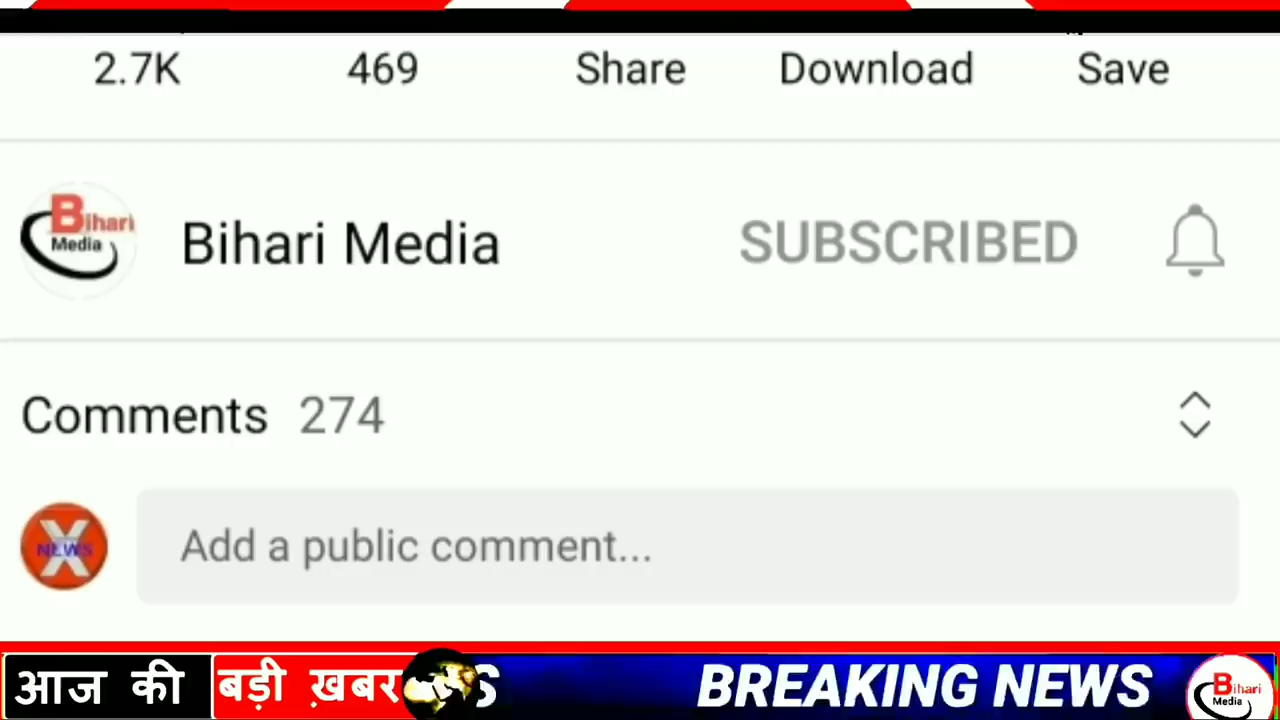 2.7K 469 Share Download Save
Bihari Media
Bihari Media SUBSCRIBED
Comments 274
X NEWS
Add a public comment...
आज की बड़ी ख़बर S BREAKING NEWS
Bihari Media